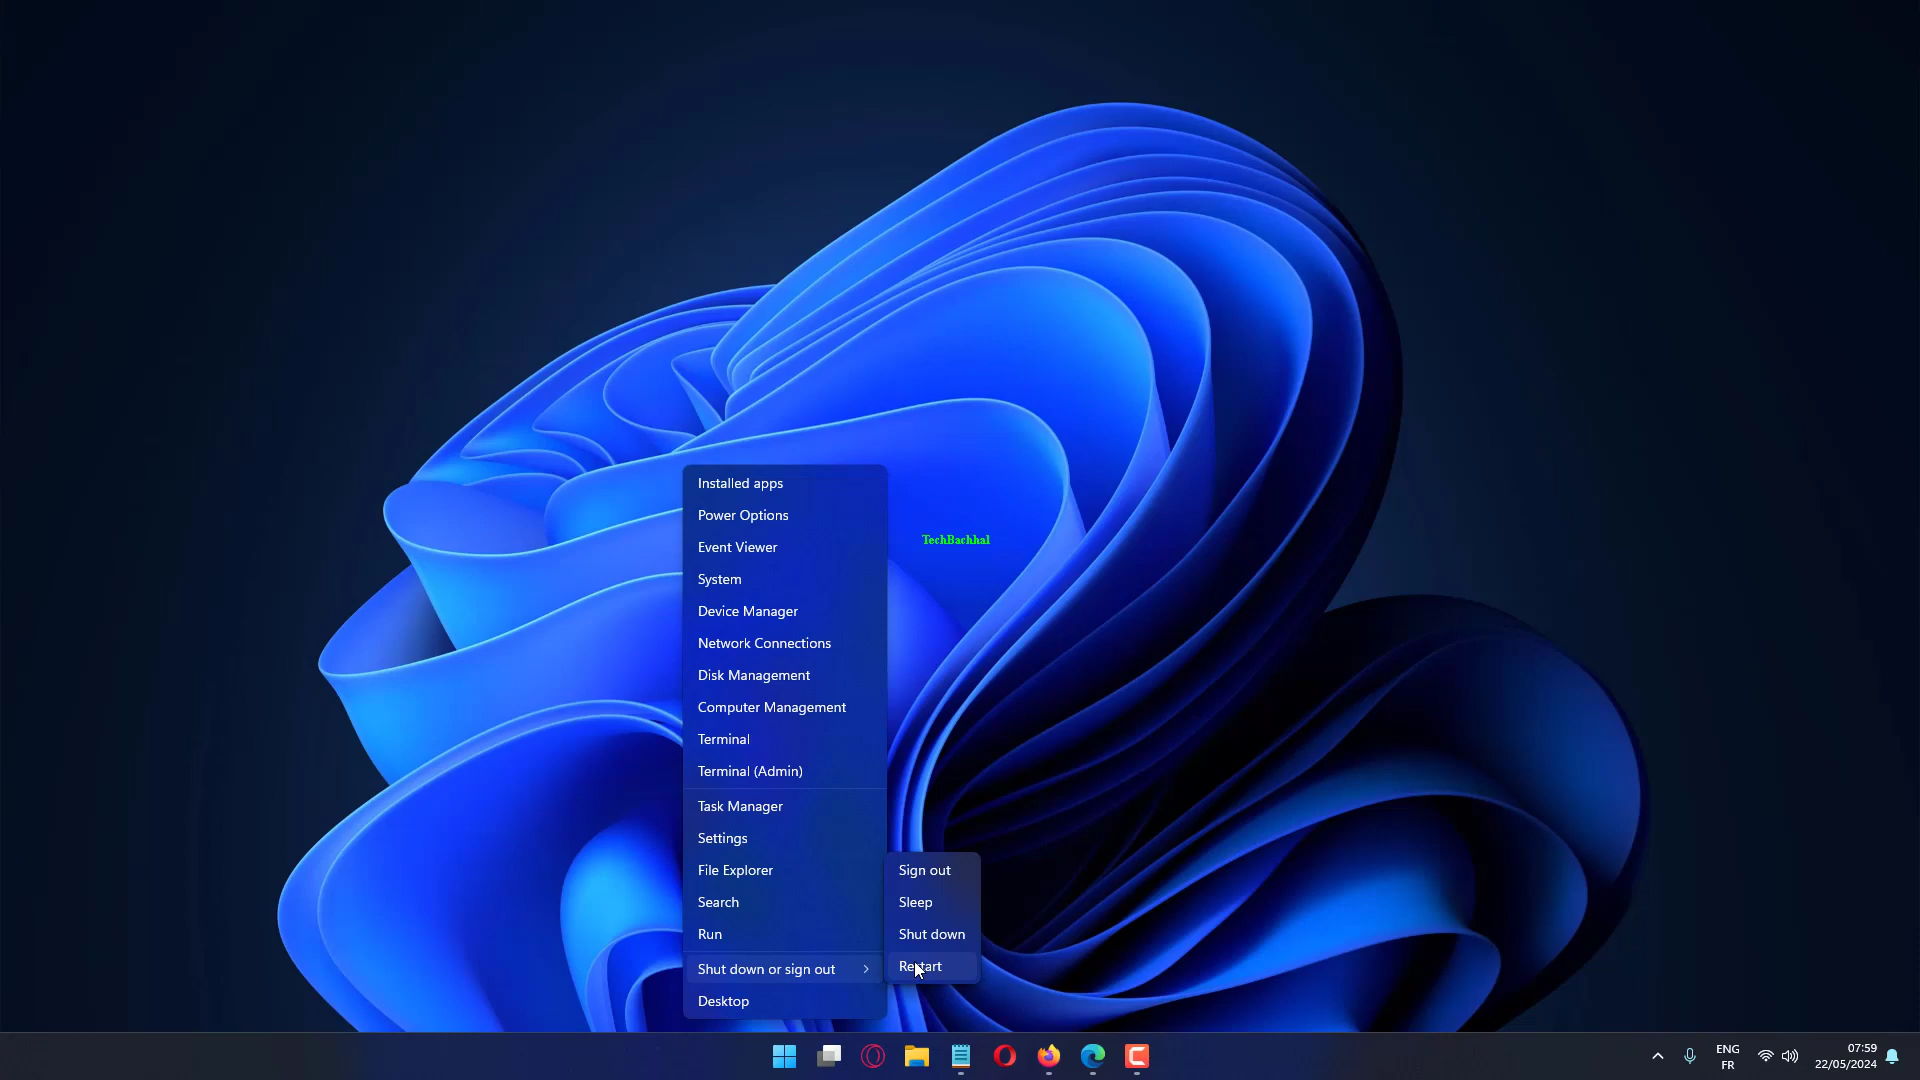 Installed apps
Power Options
Event Viewer
System
Device Manager
Network Connections
Disk Management
Computer Management
Terminal
Terminal (Admin)
Task Manager
Settings
File Explorer
Search
Run
Shut down or sign out
Desktop
TechBachhal
Sign out
Sleep
Shut down
Restart
ENG
FR
07:59
22/05/2024